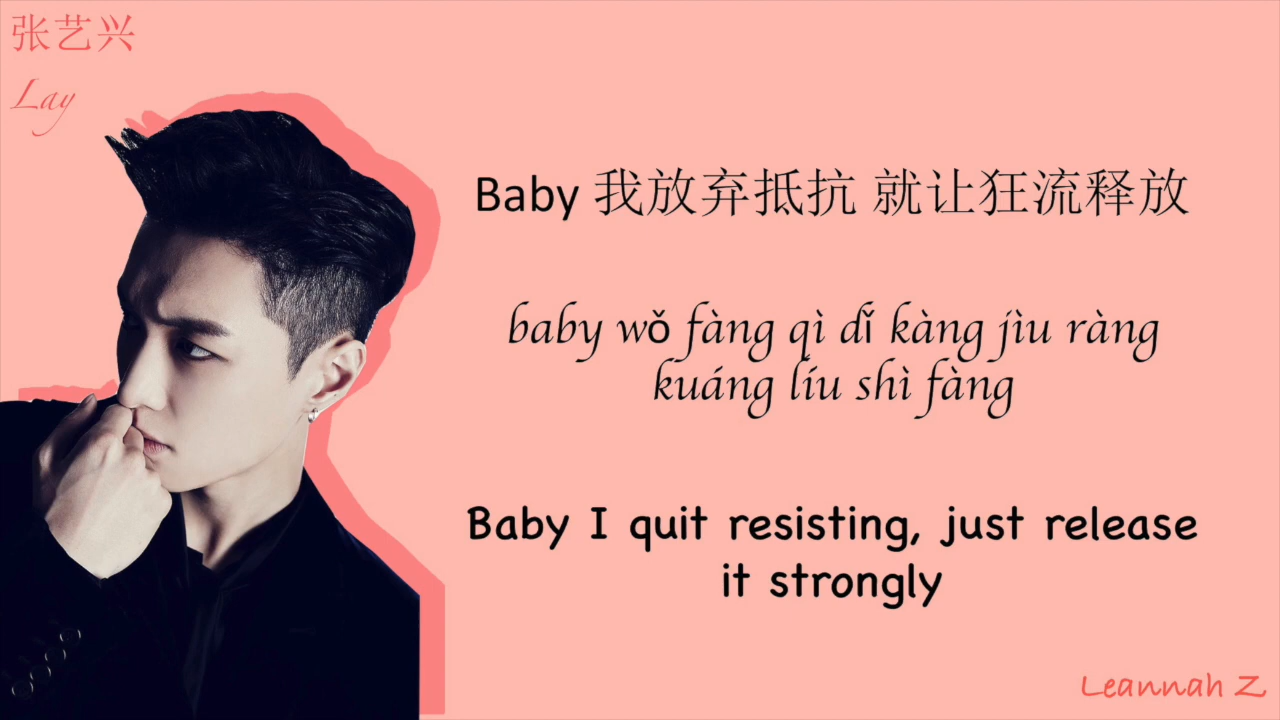 张艺兴
Lay
Baby 我放弃抵抗 就让狂流释放
baby wǒ fàng qì dǐ kàng jìu ràng
kuáng líu shì fàng
Baby I quit resisting, just release
it strongly
Leannah Z